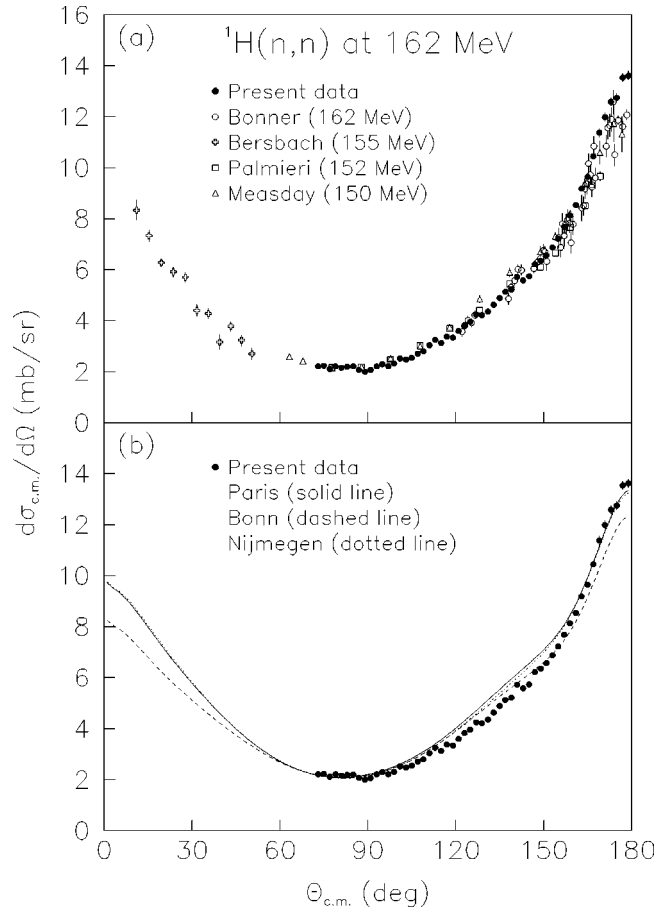 16
(a)
¹H(n,n) at 162 MeV
14
Present data
12
Bonner (162 MeV)
Bersbach (155 MeV)
10
Palmieri (152 MeV)
Measday (150 MeV)
8
6
4
2
0
dσc.m./dΩ (mb/sr)
(b)
14
Present data
Paris (solid line)
12
Bonn (dashed line)
Nijmegen (dotted line)
10
8
6
4
2
0
0 30 60 90 120 150 180
Θc.m. (deg)